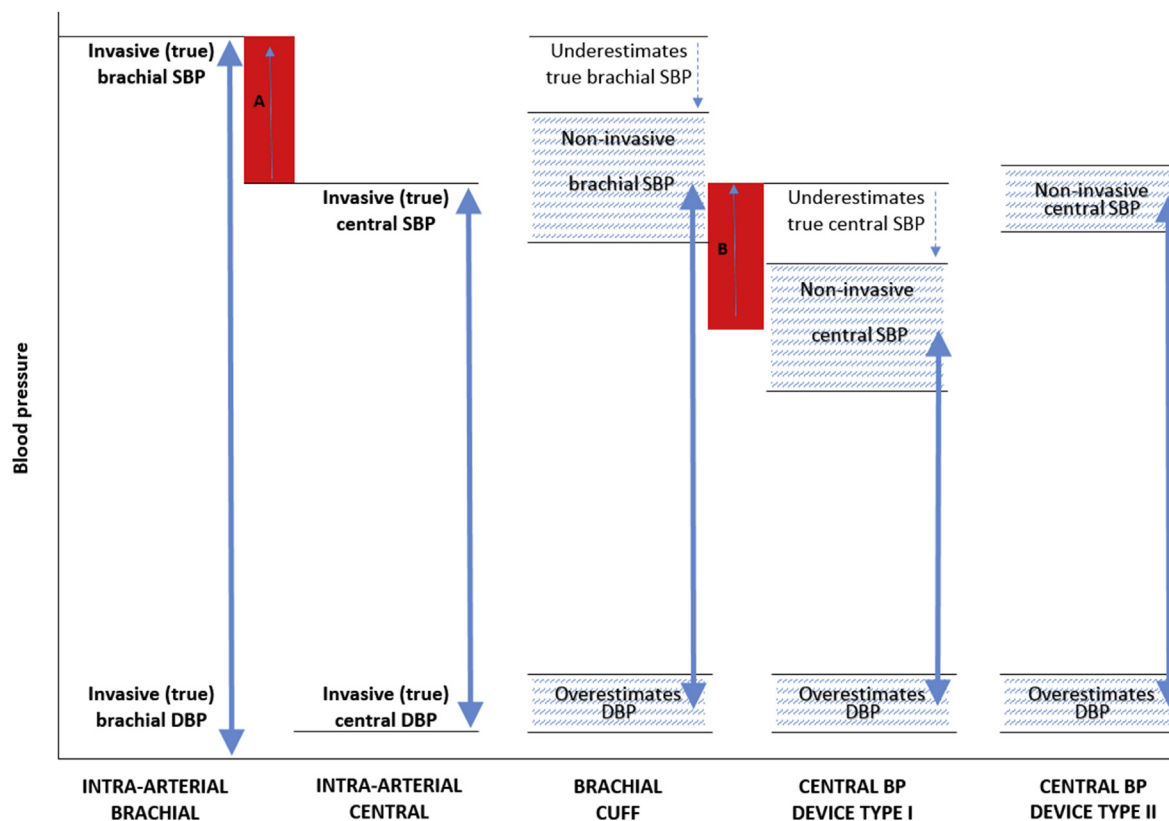 Blood pressure
Invasive (true)
brachial SBP
A
Invasive (true)
central SBP
Underestimates
true brachial SBP
Non-invasive
brachial SBP
B
Underestimates
true central SBP
Non-invasive
central SBP
Non-invasive
central SBP
Invasive (true)
brachial DBP
Invasive (true)
central DBP
Overestimates
DBP
Overestimates
DBP
Overestimates
DBP
INTRA-ARTERIAL
BRACHIAL
INTRA-ARTERIAL
CENTRAL
BRACHIAL
CUFF
CENTRAL BP
DEVICE TYPE I
CENTRAL BP
DEVICE TYPE II